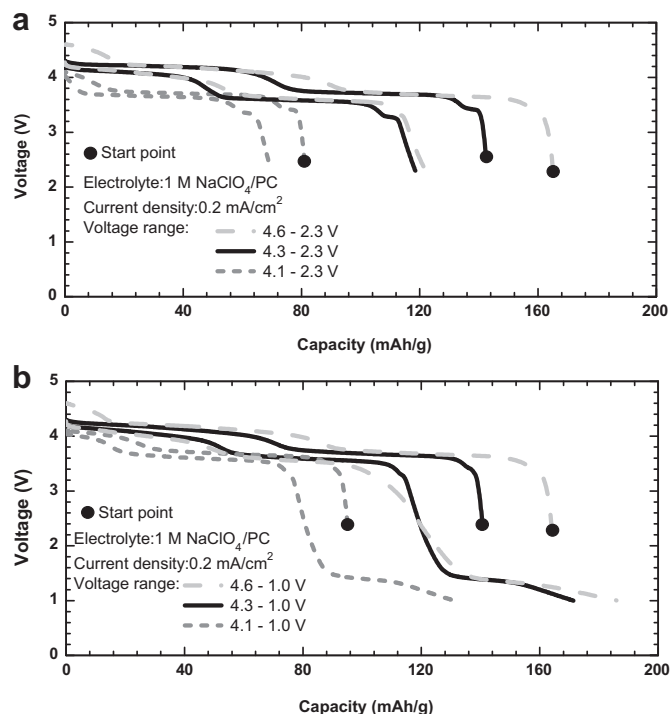 a
5
4
3
2
1
0
Voltage (V)
Start point
Electrolyte:1 M NaClO₄/PC
Current density:0.2 mA/cm²
Voltage range:
4.6 - 2.3 V
4.3 - 2.3 V
4.1 - 2.3 V
0 40 80 120 160 200
Capacity (mAh/g)
b
5
4
3
2
1
0
Voltage (V)
Start point
Electrolyte:1 M NaClO₄/PC
Current density:0.2 mA/cm²
Voltage range:
4.6 - 1.0 V
4.3 - 1.0 V
4.1 - 1.0 V
0 40 80 120 160 200
Capacity (mAh/g)